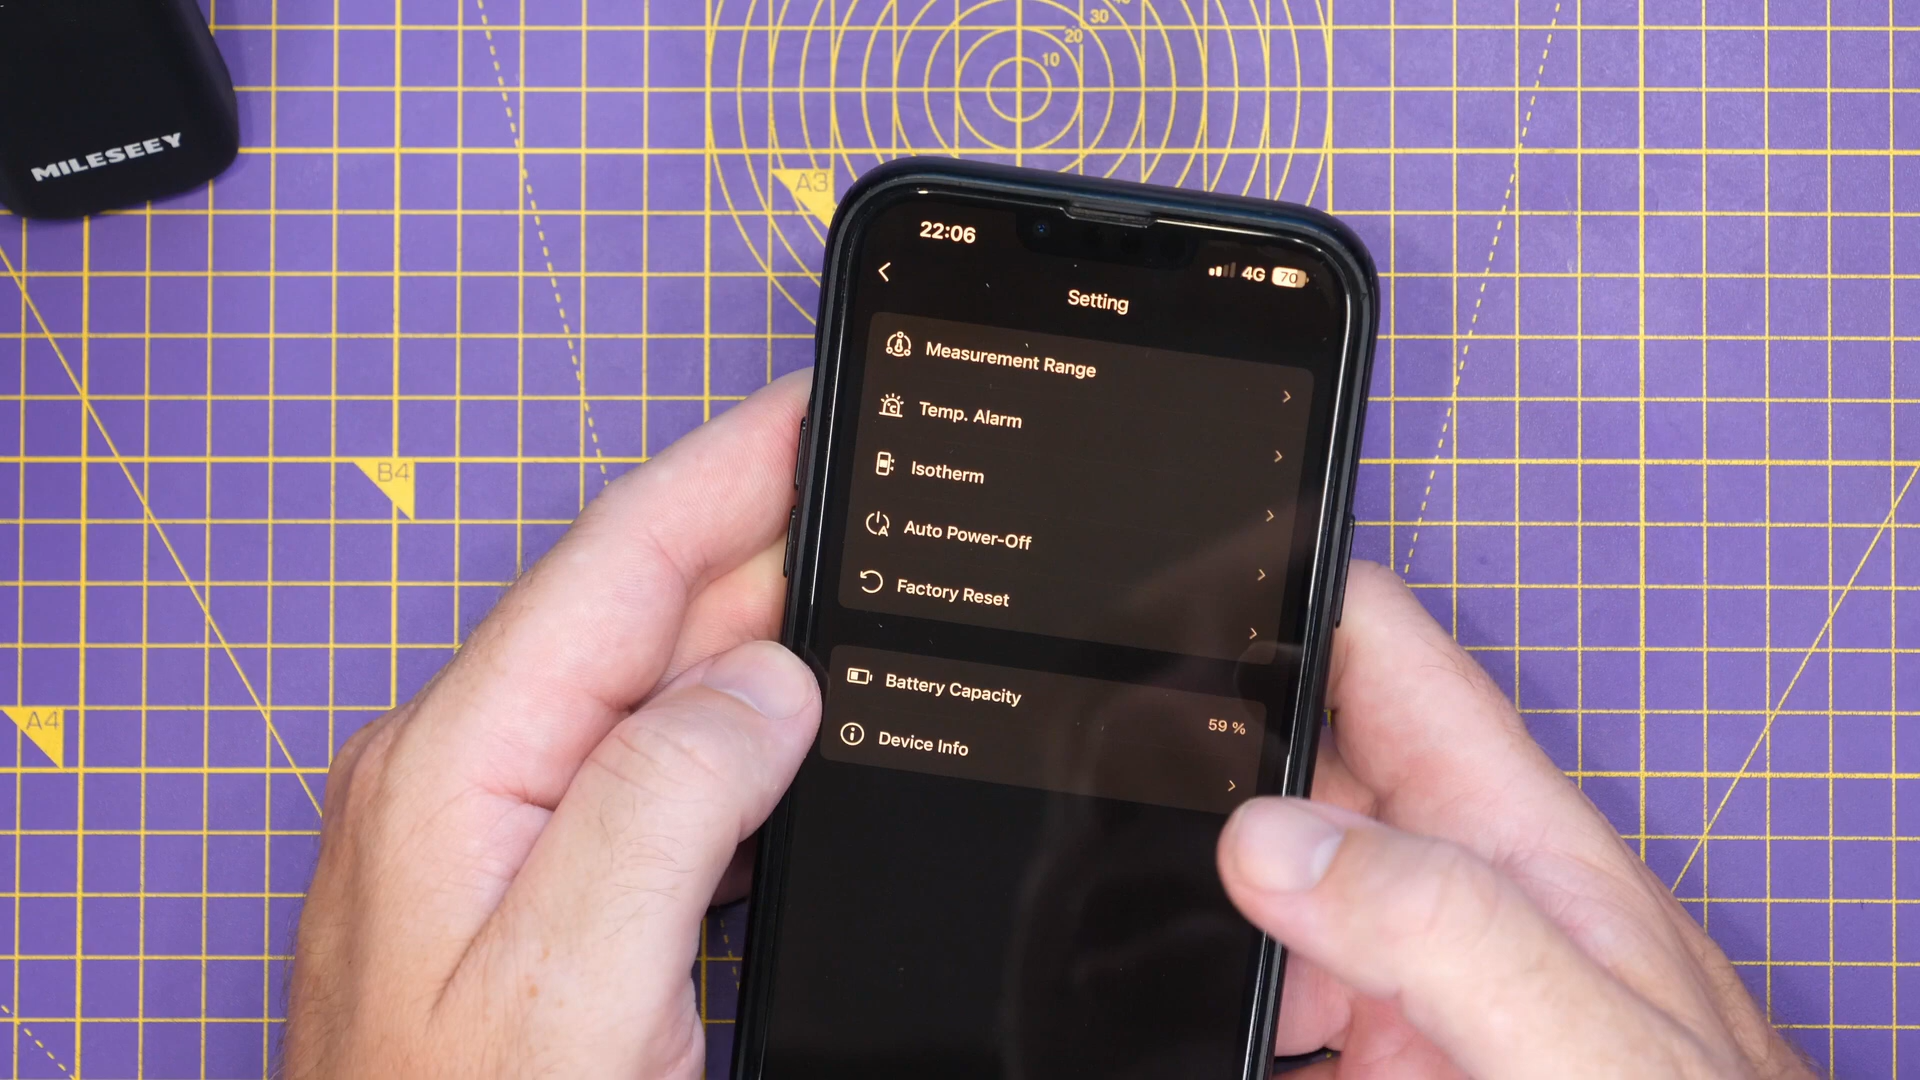 30
20
10
MILESEEY
A3
22:06
4G 70
Setting
Measurement Range
Temp. Alarm
Isotherm
B4
Auto Power-Off
Factory Reset
Battery Capacity
59 %
A4
Device Info